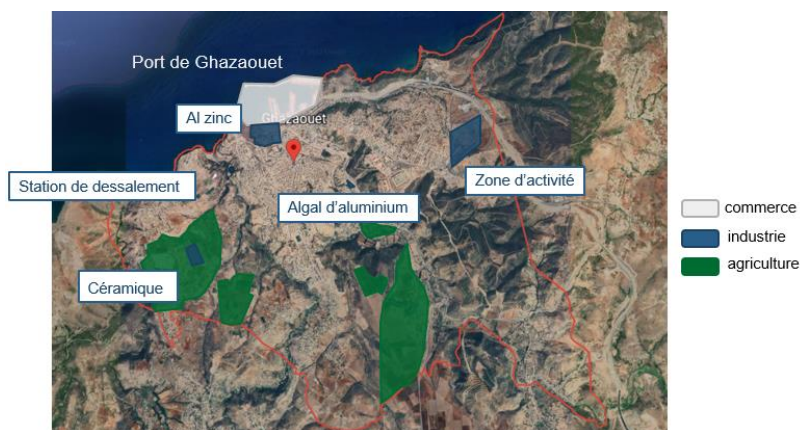 Port de Ghazaouet
Al zinc
Ghazaouet
Station de dessalement
Algal d'aluminium
Zone d'activité
Céramique
commerce
industrie
agriculture